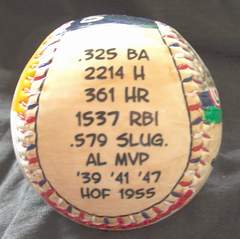 .325 BA
2214 H
361 HR
1537 RBI
.579 SLUG.
AL MVP
'39 '41 '47
HOF 1955